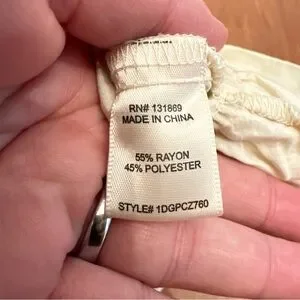 RN# 131869
MADE IN CHINA
55% RAYON
45% POLYESTER
STYLE# 1DGPCZ760